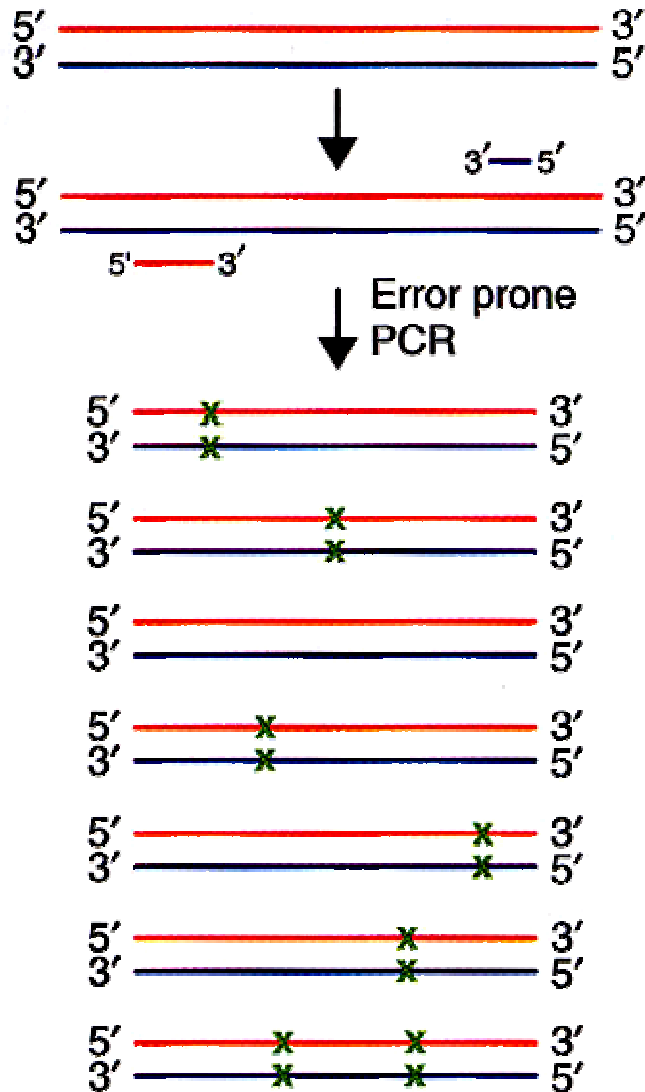 5′ 3′
3′ 5′
3′ 5′
5′ 3′
3′ 5′
5' 3′
Error prone
PCR
5′ X 3′
3′ X 5′
5′ X 3′
3′ X 5′
5′ 3′
3′ 5′
5′ X 3′
3′ X 5′
5′ X 3′
3′ X 5′
5′ X 3′
3′ X 5′
5′ X X 3′
3′ X X 5′